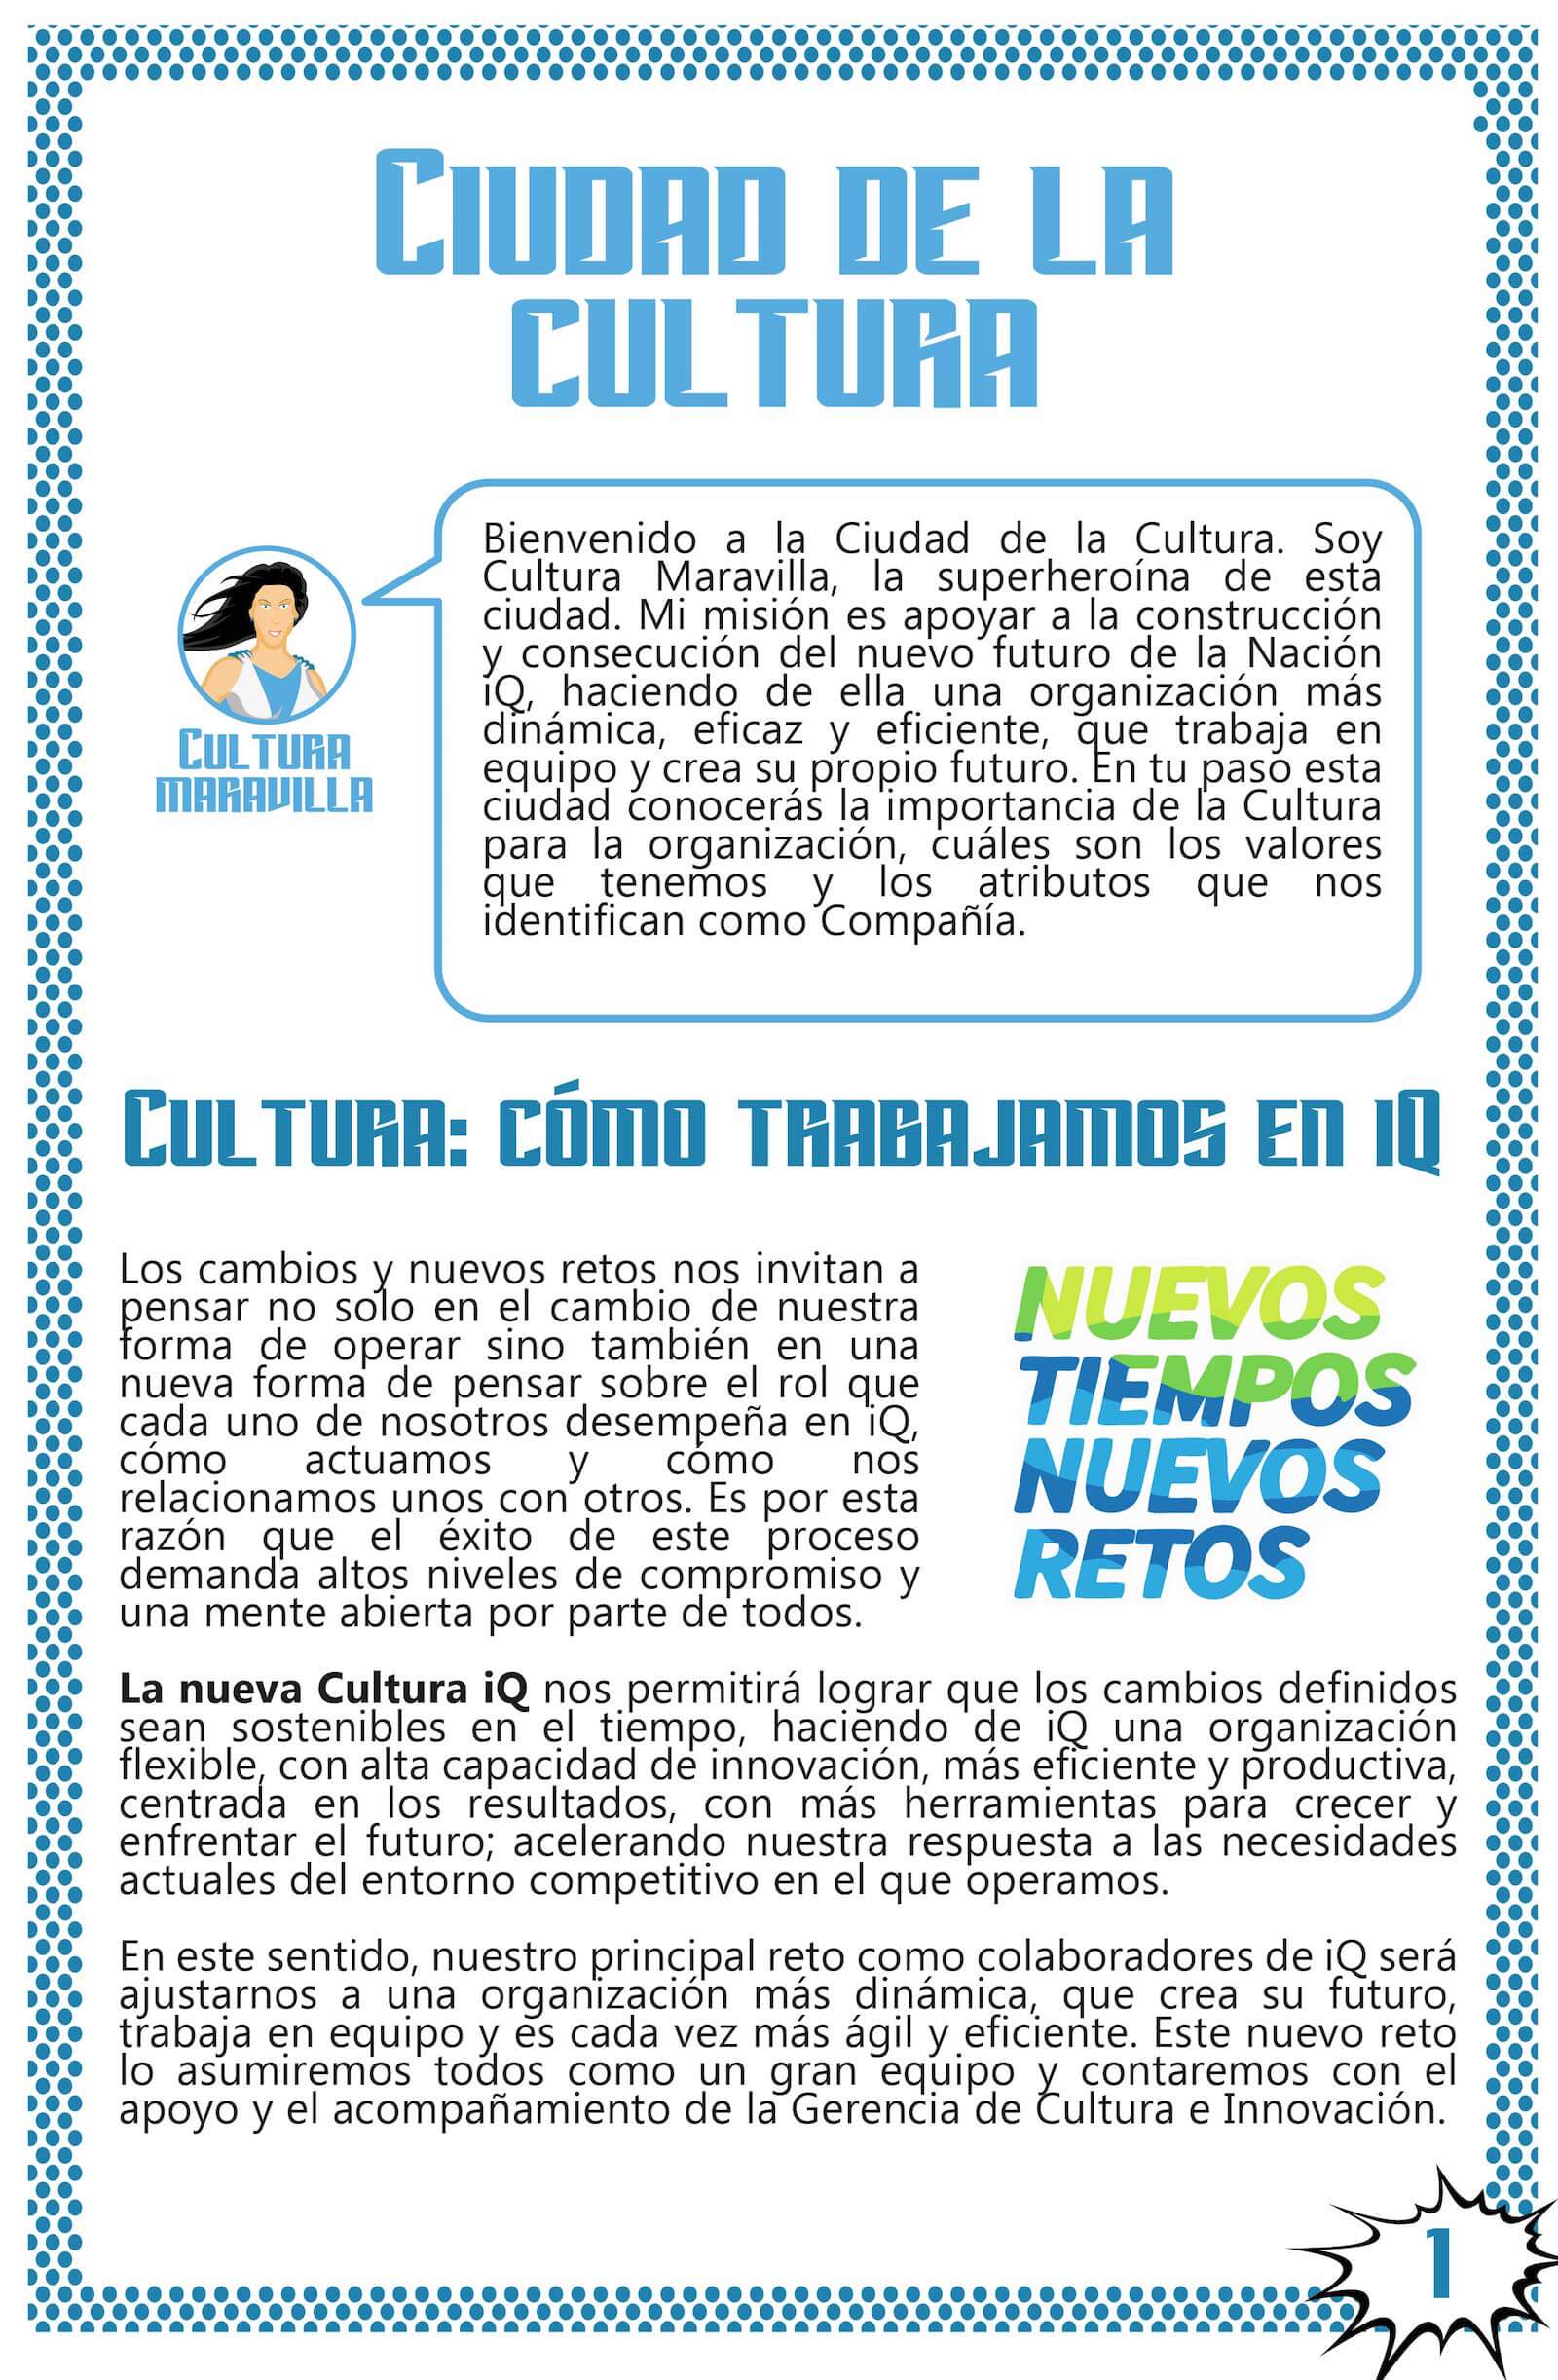 Ciudad de la
cultura
Bienvenido a la Ciudad de la Cultura. Soy
Cultura Maravilla, la superheroína de esta
ciudad. Mi misión es apoyar a la construcción
y consecución del nuevo futuro de la Nación
iQ, haciendo de ella una organización más
dinámica, eficaz y eficiente, que trabaja en
equipo y crea su propio futuro. En tu paso esta
ciudad conocerás la importancia de la Cultura
para la organización, cuáles son los valores
que tenemos y los atributos que nos
identifican como Compañía.
Cultura
maravilla
Cultura: cómo trabajamos en iQ
Los cambios y nuevos retos nos invitan a
pensar no solo en el cambio de nuestra
forma de operar sino también en una
nueva forma de pensar sobre el rol que
cada uno de nosotros desempeña en iQ,
cómo actuamos y cómo nos
relacionamos unos con otros. Es por esta
razón que el éxito de este proceso
demanda altos niveles de compromiso y
una mente abierta por parte de todos.
NUEVOS
TIEMPOS
NUEVOS
RETOS
La nueva Cultura iQ nos permitirá lograr que los cambios definidos
sean sostenibles en el tiempo, haciendo de iQ una organización
flexible, con alta capacidad de innovación, más eficiente y productiva,
centrada en los resultados, con más herramientas para crecer y
enfrentar el futuro; acelerando nuestra respuesta a las necesidades
actuales del entorno competitivo en el que operamos.
En este sentido, nuestro principal reto como colaboradores de iQ será
ajustarnos a una organización más dinámica, que crea su futuro,
trabaja en equipo y es cada vez más ágil y eficiente. Este nuevo reto
lo asumiremos todos como un gran equipo y contaremos con el
apoyo y el acompañamiento de la Gerencia de Cultura e Innovación.
1